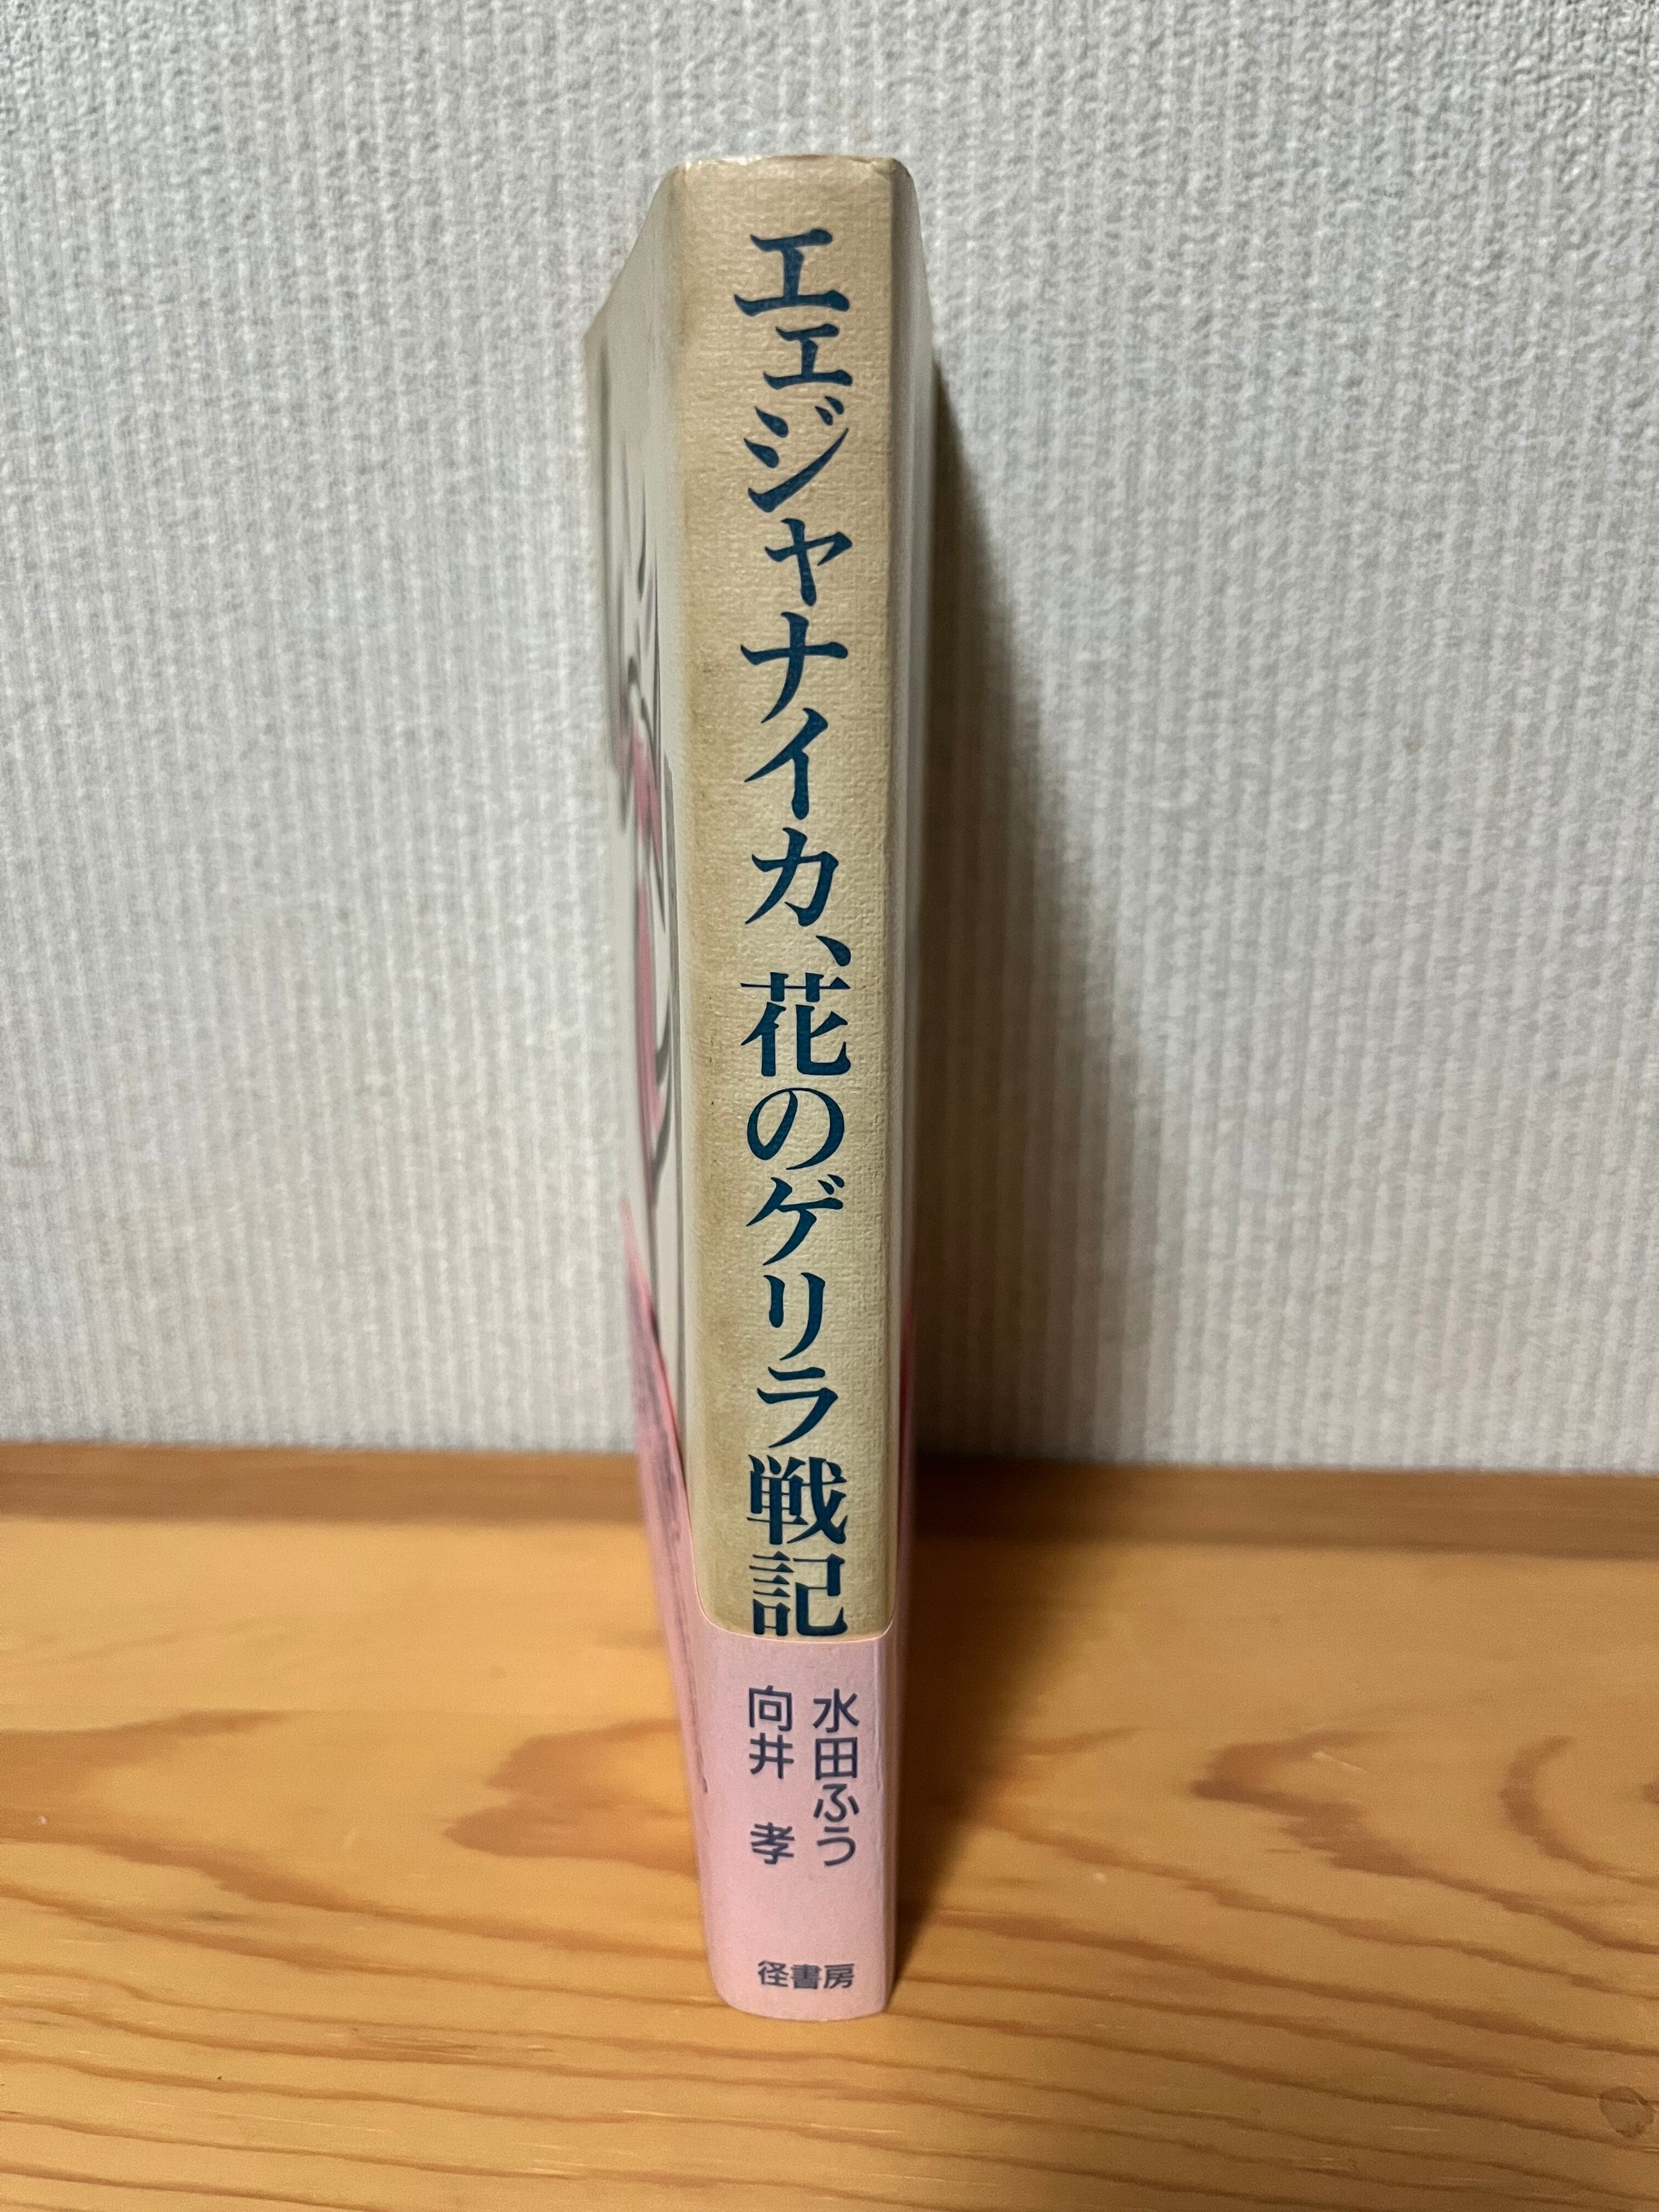 エェジャナイカ、花のゲリラ戦記
水田ふう
向井 孝
径書房